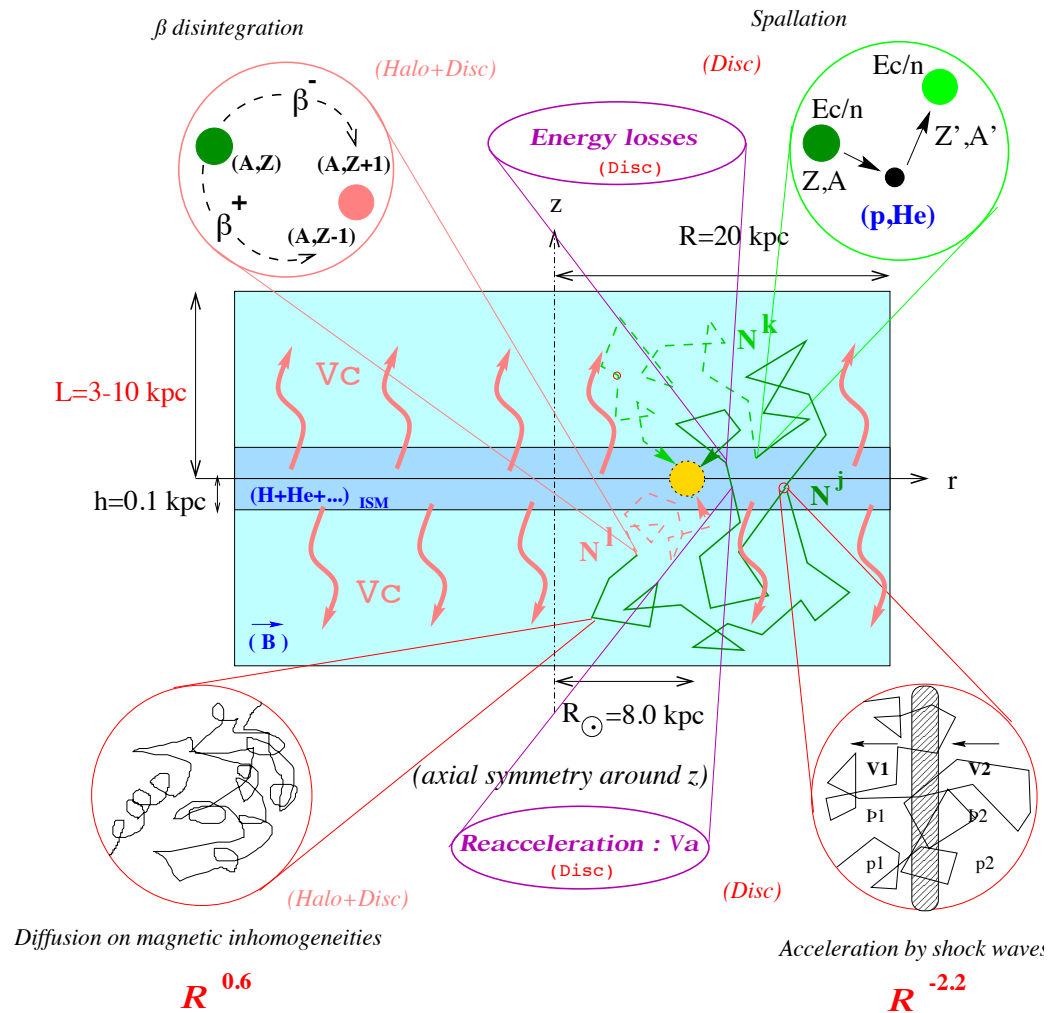 β disintegration
Spallation
(Halo+Disc)
(Disc)
β-
(A,Z)
(A,Z+1)
β+
(A,Z-1)
Energy losses
(Disc)
Ec/n
Ec/n
Z',A'
Z,A
(p,He)
z
R=20 kpc
N k
Vc
L=3-10 kpc
r
h=0.1 kpc
(H+He+...) ISM
N j
N l
Vc
( B )
R☉=8.0 kpc
(axial symmetry around z)
V1
V2
Þ1
Þ2
p1
p2
Reacceleration : Va
(Disc)
(Halo+Disc)
(Disc)
Diffusion on magnetic inhomogeneities
Acceleration by shock waves
R 0.6
R -2.2